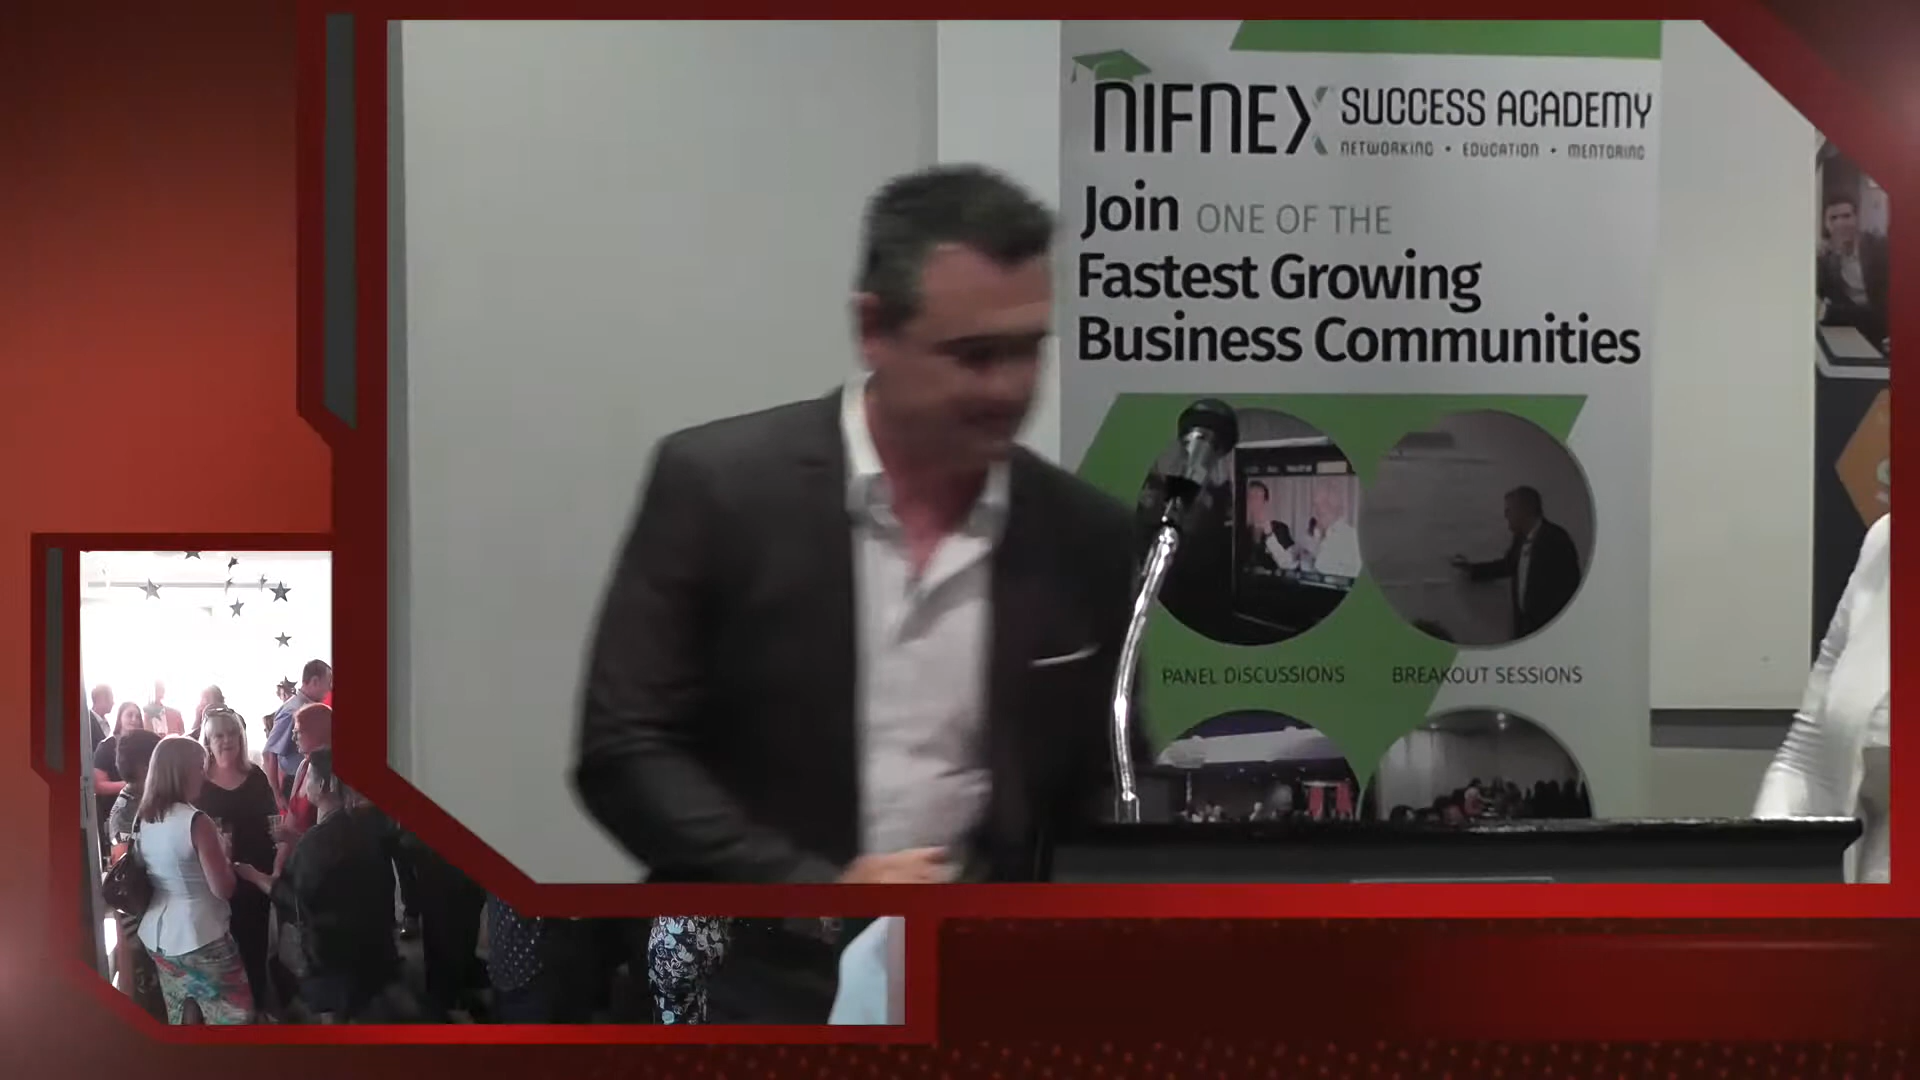 NIFNEX SUCCESS ACADEMY
NETWORKING • EDUCATION • MENTORING
Join ONE OF THE
Fastest Growing
Business Communities
PANEL DISCUSSIONS BREAKOUT SESSIONS